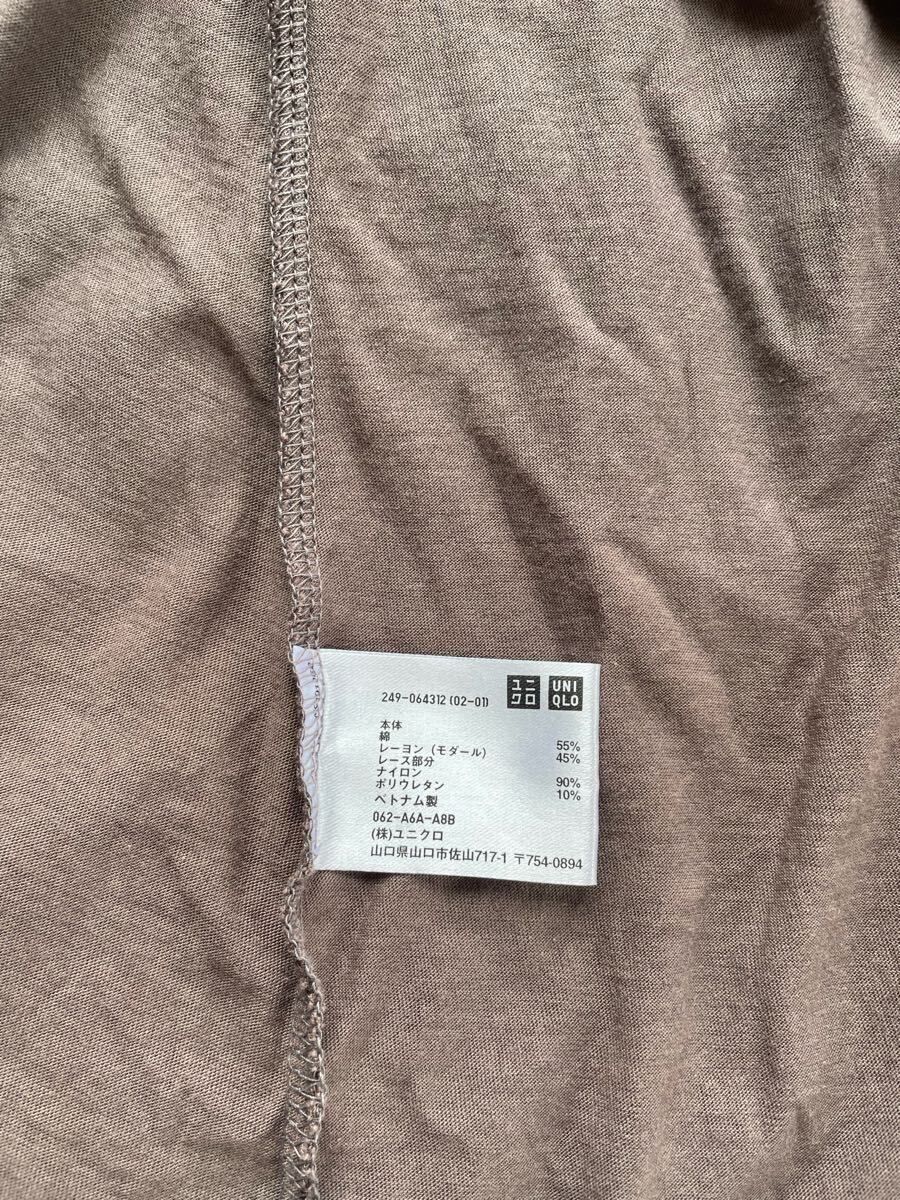 249-064312 (02-01)
ユニクロ
UNIQLO
本体
綿 55%
レーヨン (モダール) 45%
レース部分
ナイロン 90%
ポリウレタン 10%
ベトナム製
062-A6A-A8B
(株)ユニクロ
山口県山口市佐山717-1 〒754-0894